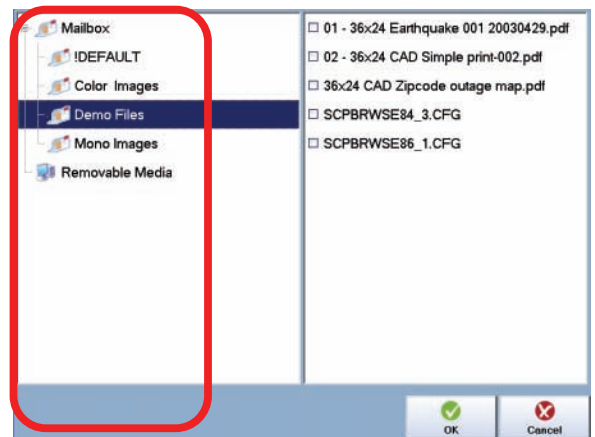 Mailbox
!DEFAULT
Color Images
Demo Files
Mono Images
Removable Media
01 - 36x24 Earthquake 001 20030429.pdf
02 - 36x24 CAD Simple print-002.pdf
36x24 CAD Zipcode outage map.pdf
SCPBRWSE84_3.CFG
SCPBRWSE86_1.CFG
OK
Cancel